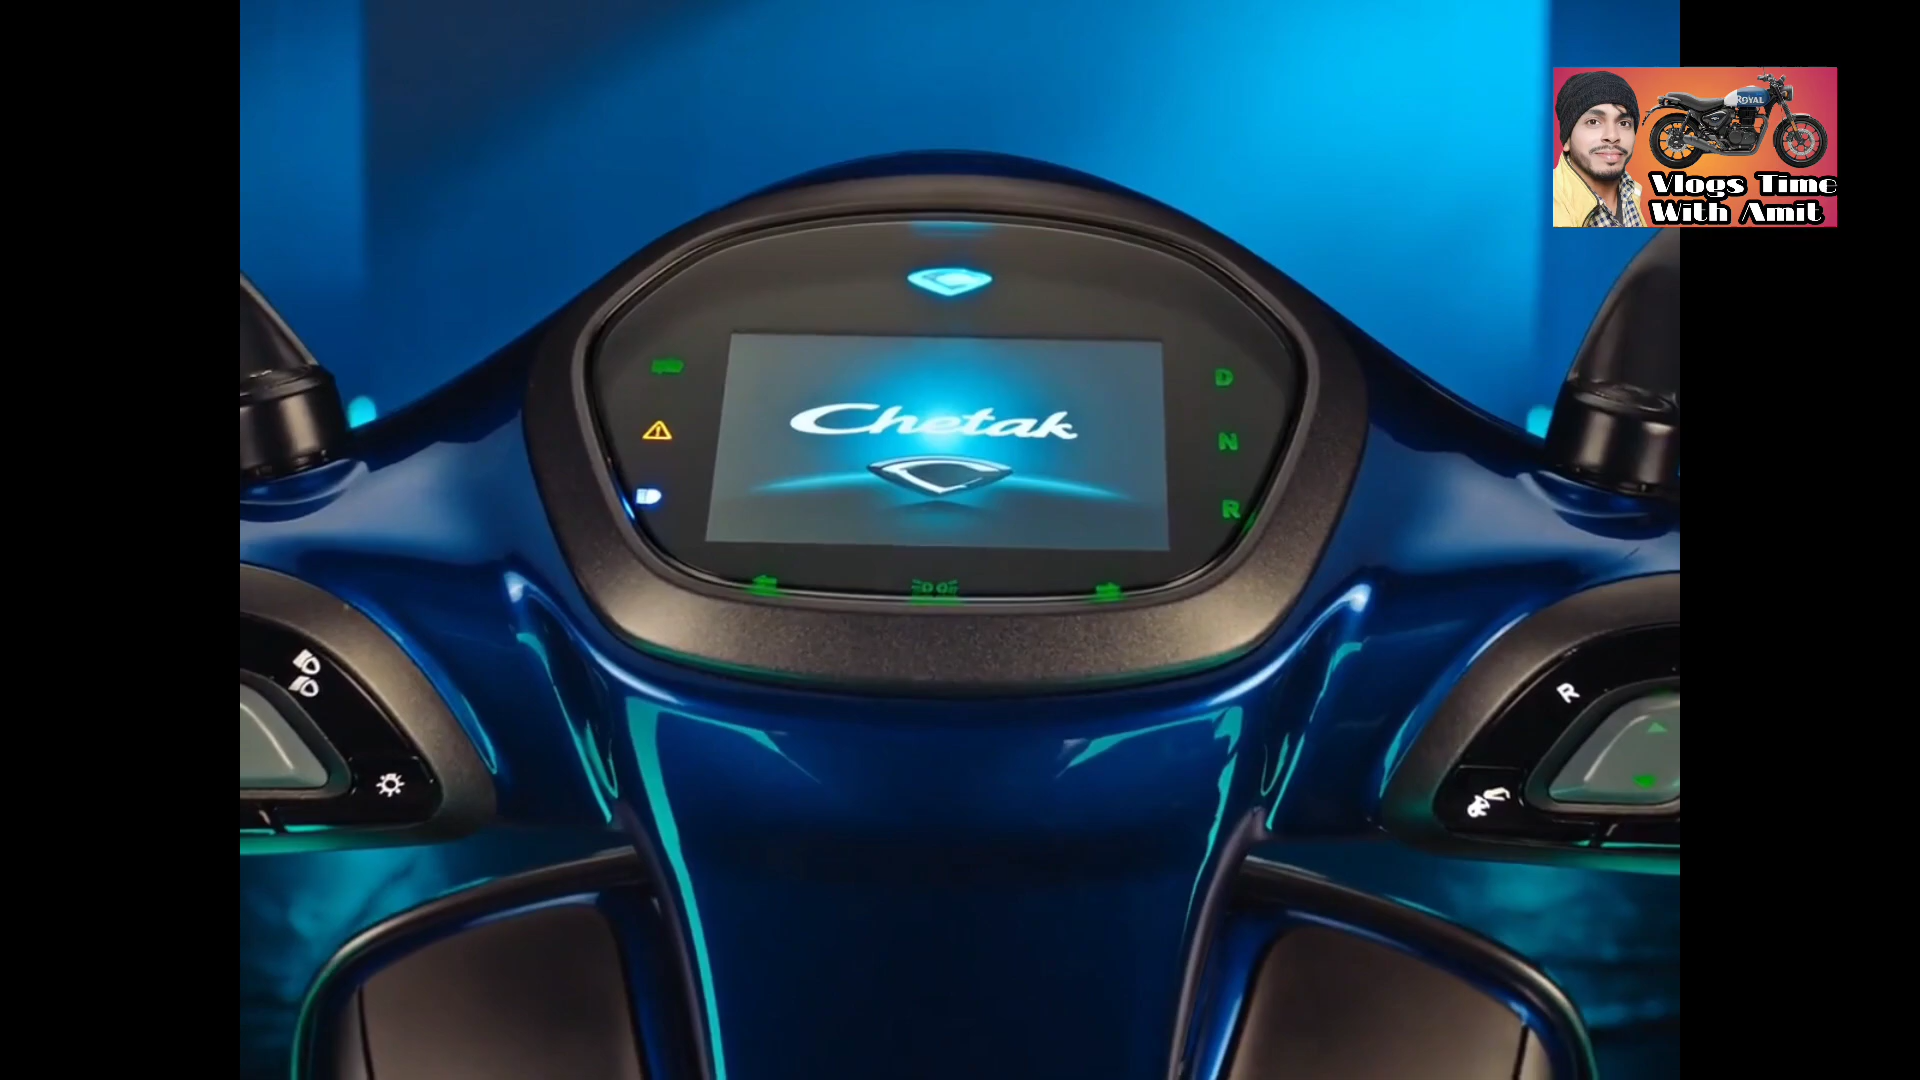 ROYAL
Vlogs Time
With Amit
Chetak
D
N
R
R